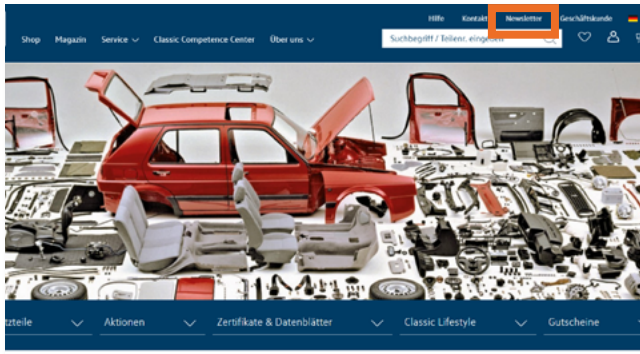 Hilfe Kontakt Newsletter Geschäftskunde
Shop Magazin Service Classic Competence Center Über uns
Suchbegriff / Teilenr. eingeben
tzteile Aktionen Zertifikate & Datenblätter Classic Lifestyle Gutscheine